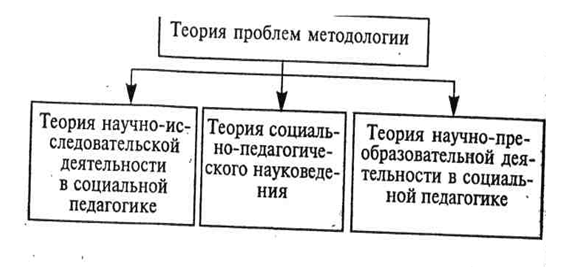 Теория проблем методологии
Теория научно-ис-
следовательской
деятельности
в социальной
педагогике
Теория социаль-
но-педагогиче-
ского науковеде-
ния
Теория научно-пре-
образовательной дея-
тельности в социаль-
ной педагогике